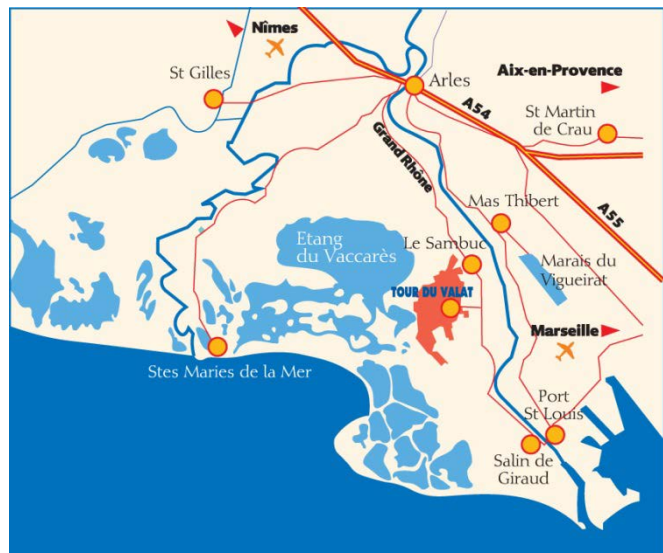 Nîmes
St Gilles
Arles
Aix-en-Provence
A54
St Martin
de Crau
Grand Rhône
Mas Thibert
A55
Etang
du Vaccarès
Le Sambuc
Marais du
Vigueirat
TOUR DU VALAT
Marseille
Stes Maries de la Mer
Port
St Louis
Salin de
Giraud